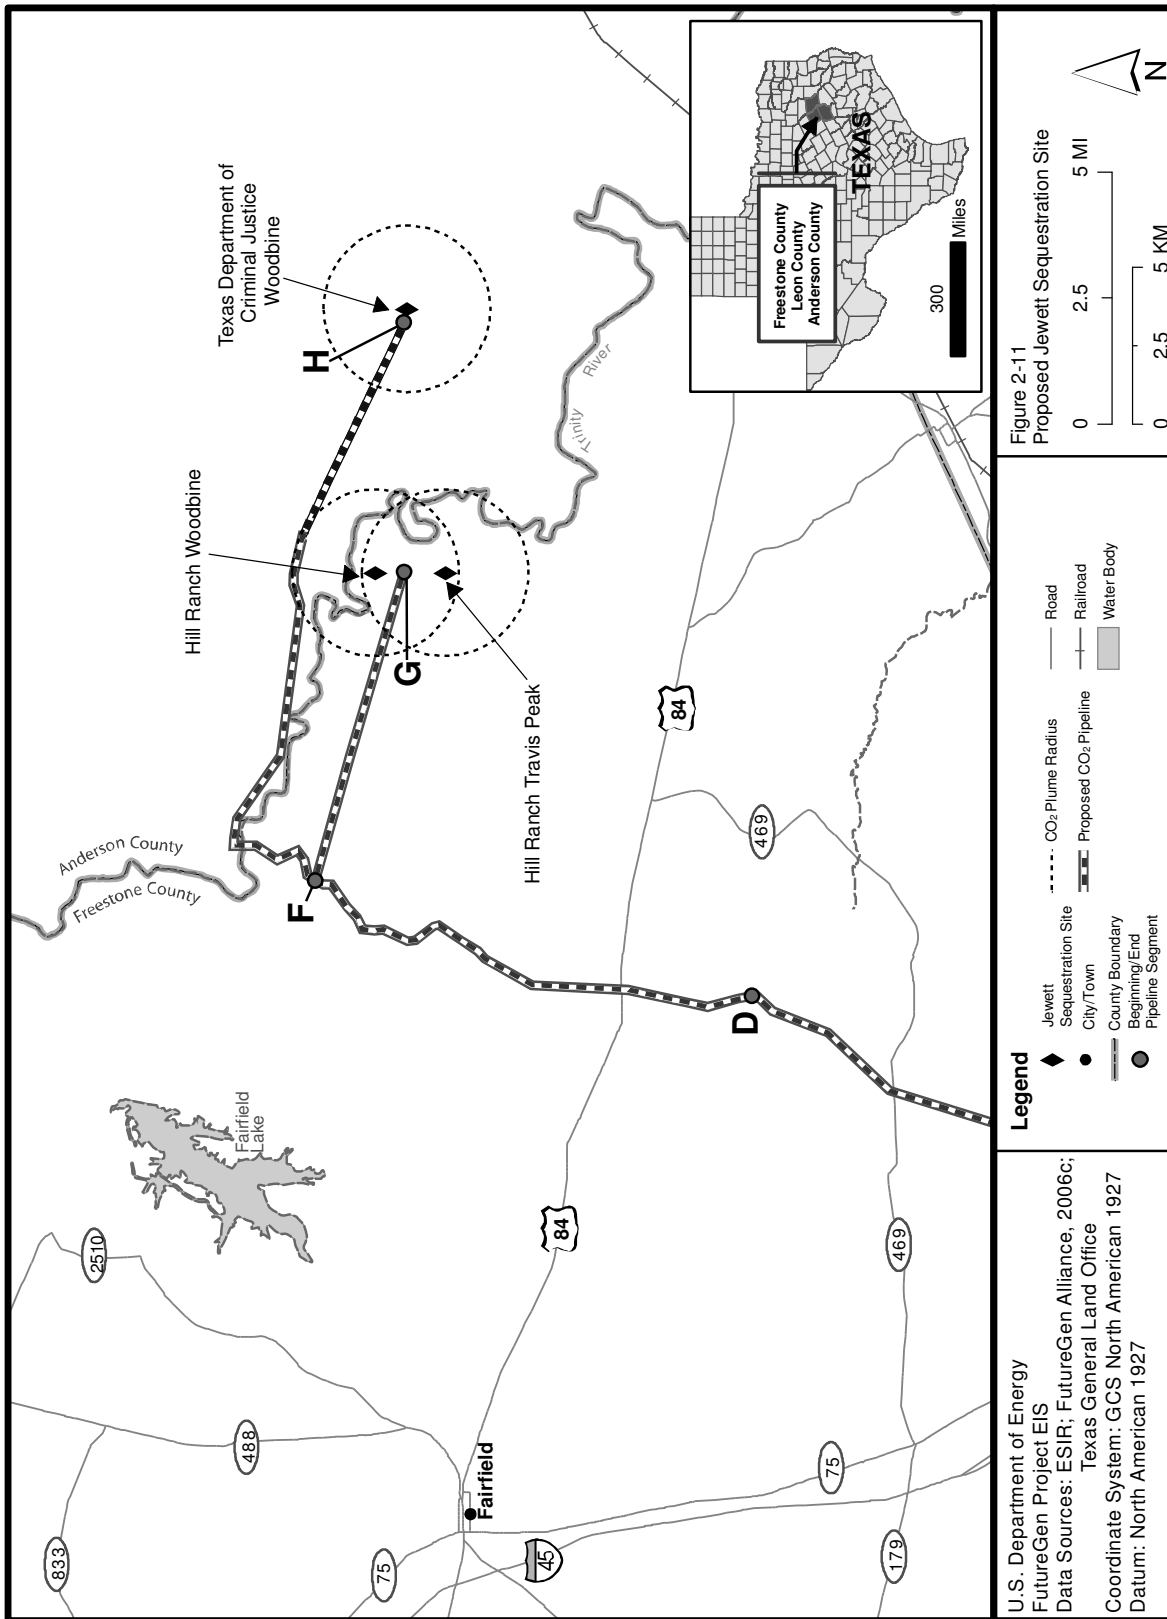 833
2510
488
75
45
Fairfield
84
179
75
469
Fairfield
Lake
Anderson County
Freestone County
F
D
84
469
Hill Ranch Woodbine
G
Hill Ranch Travis Peak
Texas Department of
Criminal Justice
Woodbine
H
Trinity
River
Freestone County
Leon County
Anderson County
TEXAS
300
Miles
U.S. Department of Energy
FutureGen Project EIS
Data Sources: ESIR; FutureGen Alliance, 2006c;
Texas General Land Office
Coordinate System: GCS North American 1927
Datum: North American 1927
Legend
Jewett
Sequestration Site
City/Town
County Boundary
Beginning/End
Pipeline Segment
CO₂ Plume Radius
Proposed CO₂ Pipeline
Road
Railroad
Water Body
Figure 2-11
Proposed Jewett Sequestration Site
0 2.5 5 MI
0 2.5 5 KM
N